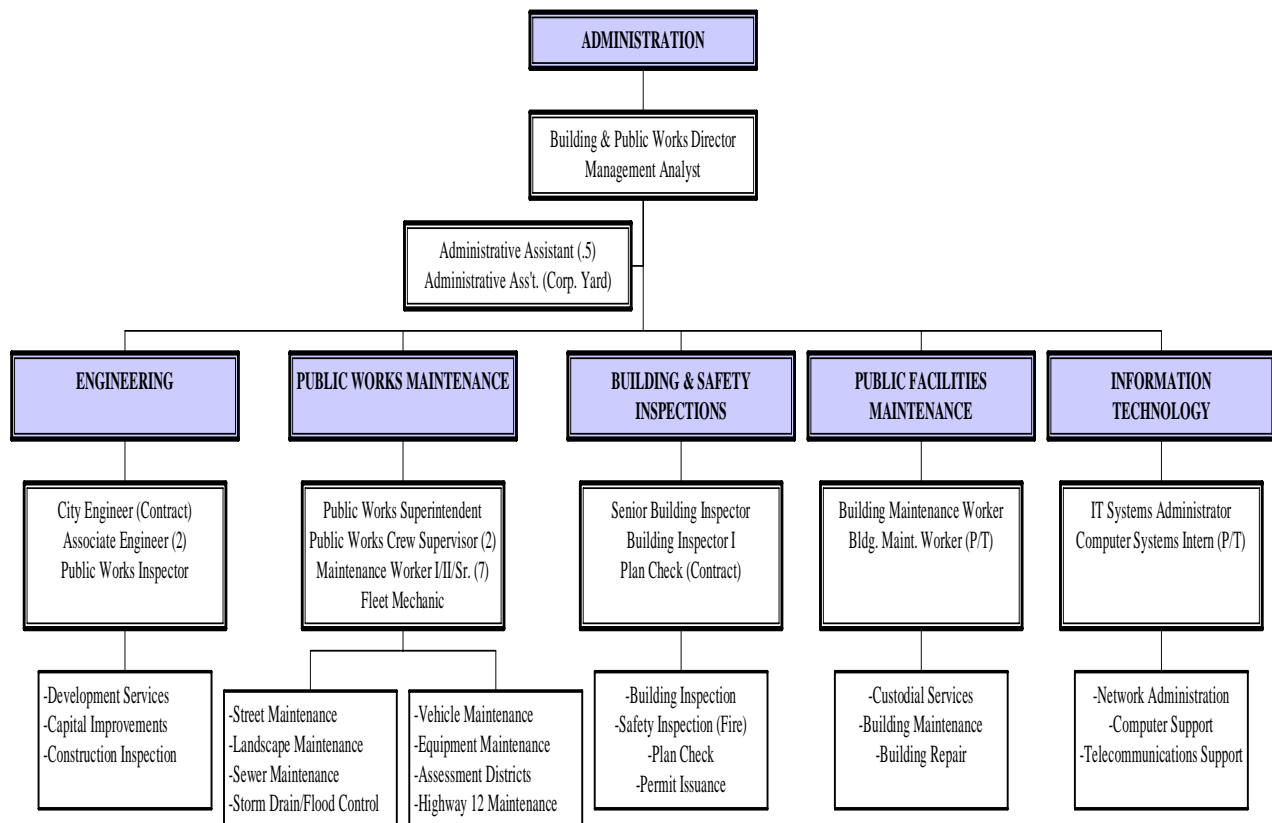 ADMINISTRATION
Building & Public Works Director
Management Analyst
Administrative Assistant (.5)
Administrative Ass't. (Corp. Yard)
ENGINEERING
PUBLIC WORKS MAINTENANCE
BUILDING & SAFETY
INSPECTIONS
PUBLIC FACILITIES
MAINTENANCE
INFORMATION
TECHNOLOGY
City Engineer (Contract)
Associate Engineer (2)
Public Works Inspector
Public Works Superintendent
Public Works Crew Supervisor (2)
Maintenance Worker I/II/Sr. (7)
Fleet Mechanic
Senior Building Inspector
Building Inspector I
Plan Check (Contract)
Building Maintenance Worker
Bldg. Maint. Worker (P/T)
IT Systems Administrator
Computer Systems Intern (P/T)
-Development Services
-Capital Improvements
-Construction Inspection
-Street Maintenance
-Landscape Maintenance
-Sewer Maintenance
-Storm Drain/Flood Control
-Vehicle Maintenance
-Equipment Maintenance
-Assessment Districts
-Highway 12 Maintenance
-Building Inspection
-Safety Inspection (Fire)
-Plan Check
-Permit Issuance
-Custodial Services
-Building Maintenance
-Building Repair
-Network Administration
-Computer Support
-Telecommunications Support